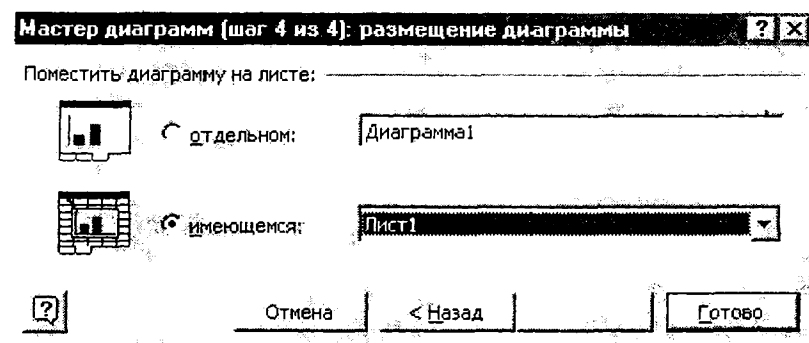 Мастер диаграмм (шаг 4 из 4): размещение диаграммы ? ×
Поместить диаграмму на листе:
отдельном: Диаграмма1
имеющемся: Лист1
? Отмена < Назад Готово